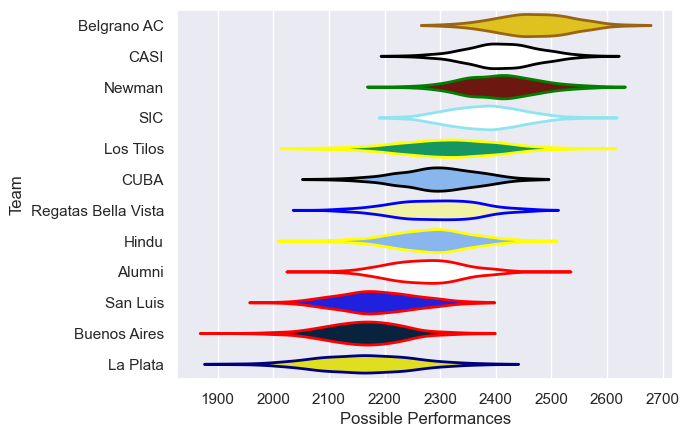 Belgrano AC
CASI
Newman
SIC
Los Tilos
CUBA
Regatas Bella Vista
Hindu
Alumni
San Luis
Buenos Aires
La Plata
Team
1900 2000 2100 2200 2300 2400 2500 2600 2700
Possible Performances